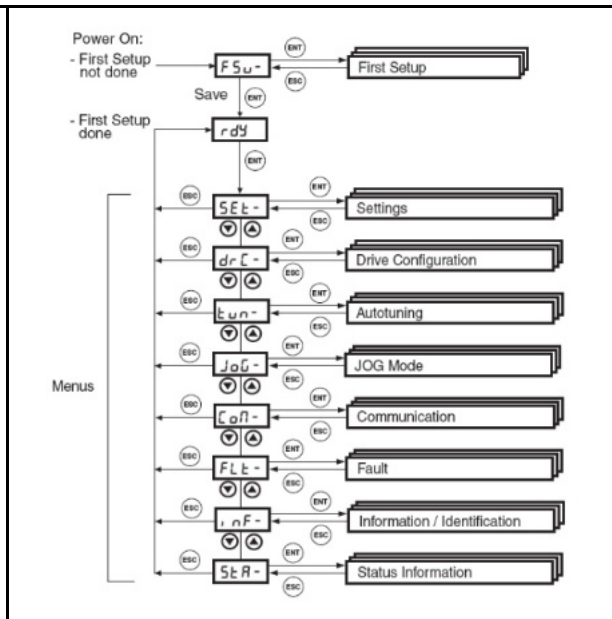 Power On:
- First Setup
not done
FSu-
ENT
ESC
First Setup
Save
ENT
- First Setup
done
rdy
ENT
Menus
ESC
SEt-
ENT
ESC
Settings
ESC
drC-
ENT
ESC
Drive Configuration
ESC
tun-
ENT
ESC
Autotuning
ESC
JoG-
ENT
ESC
JOG Mode
ESC
CoM-
ENT
ESC
Communication
ESC
FLt-
ENT
ESC
Fault
ESC
inF-
ENT
ESC
Information / Identification
ESC
StA-
ENT
ESC
Status Information